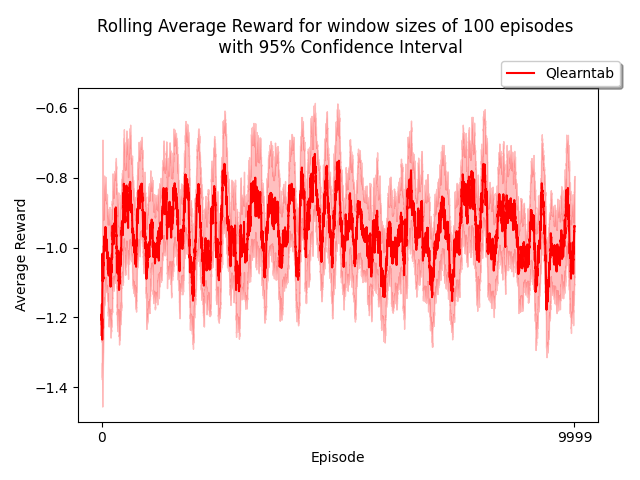 Rolling Average Reward for window sizes of 100 episodes
with 95% Confidence Interval
Qlearntab
Average Reward
−0.6
−0.8
−1.0
−1.2
−1.4
0
9999
Episode